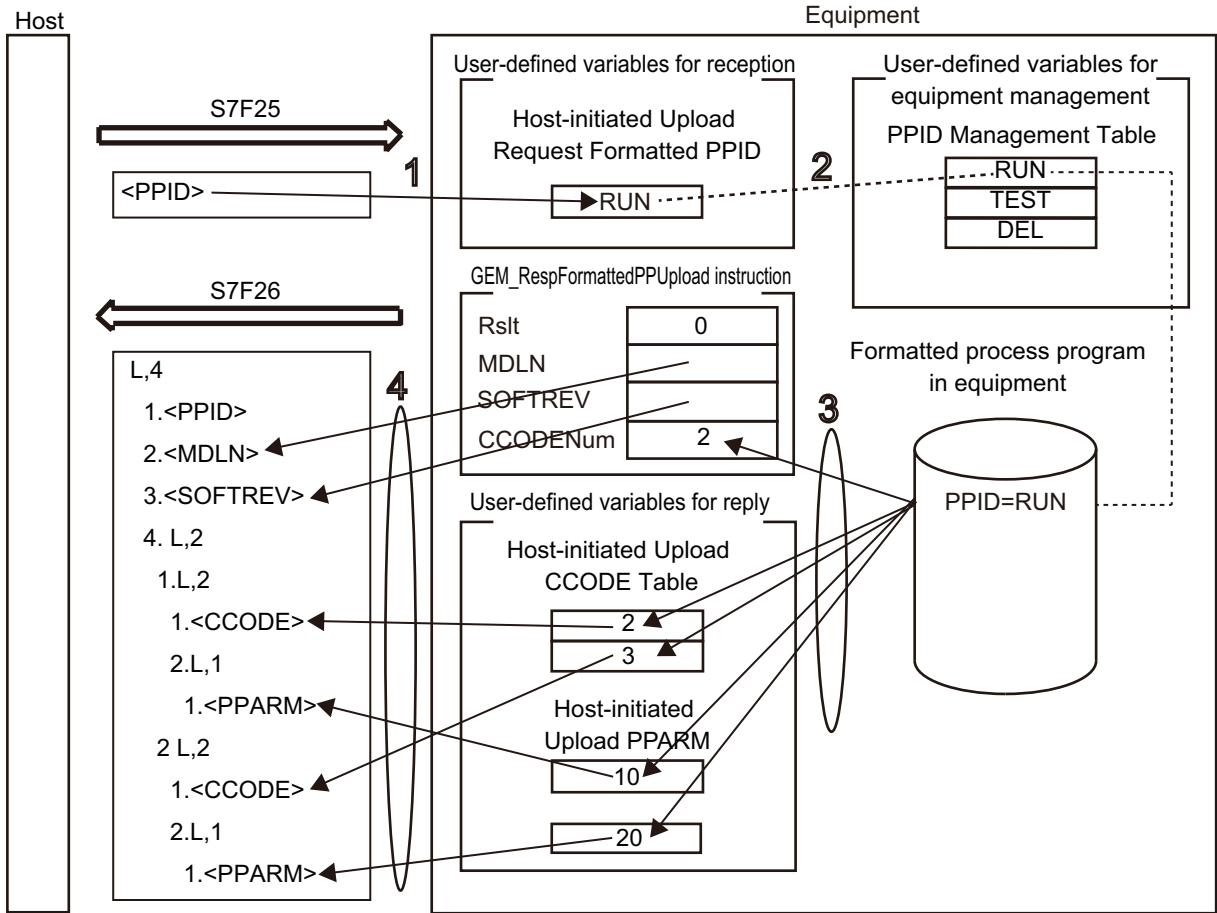 Host
Equipment
S7F25
1
<PPID>
User-defined variables for reception
Host-initiated Upload
Request Formatted PPID
RUN
2
User-defined variables for
equipment management
PPID Management Table
RUN
TEST
DEL
S7F26
L,4
1.<PPID>
2.<MDLN>
3.<SOFTREV>
4. L,2
1.L,2
1.<CCODE>
2.L,1
1.<PPARM>
2 L,2
1.<CCODE>
2.L,1
1.<PPARM>
4
GEM_RespFormattedPPUpload instruction
Rslt
0
MDLN
SOFTREV
CCODENum
2
User-defined variables for reply
Host-initiated Upload
CCODE Table
2
3
Host-initiated
Upload PPARM
10
20
3
Formatted process program
in equipment
PPID=RUN